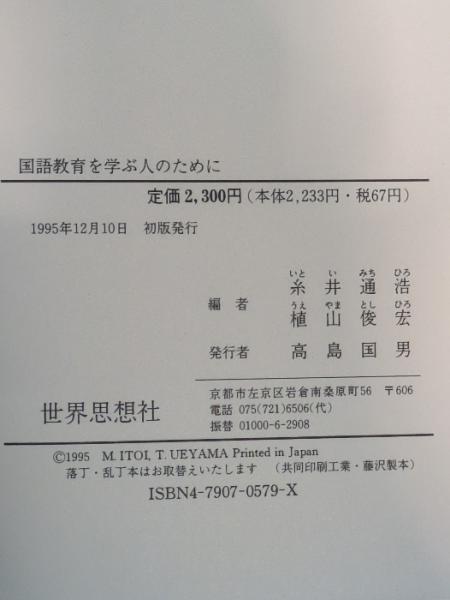 国語教育を学ぶ人のために
定価2,300円(本体2,233円・税67円)
1995年12月10日 初版発行
いと い みち ひろ
糸井通浩
編者
うえ やま とし ひろ
植山俊宏
発行者 高島国男
京都市左京区岩倉南桑原町56 〒606
電話 075(721)6506(代)
振替 01000-6-2908
世界思想社
©1995 M. ITOI, T. UEYAMA Printed in Japan
落丁・乱丁本はお取替えいたします (共同印刷工業・藤沢製本)
ISBN4-7907-0579-X